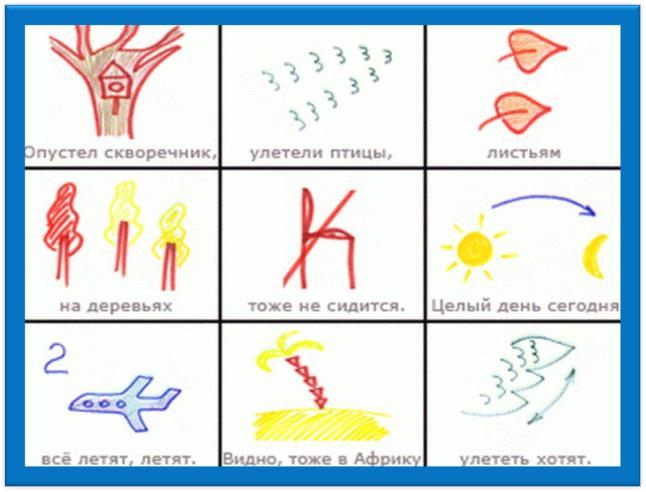 Опустел скворечник,
улетели птицы,
листьям
на деревьях
тоже не сидится.
Целый день сегодня
2
всё летят, летят.
Видно, тоже в Африку
улететь хотят.